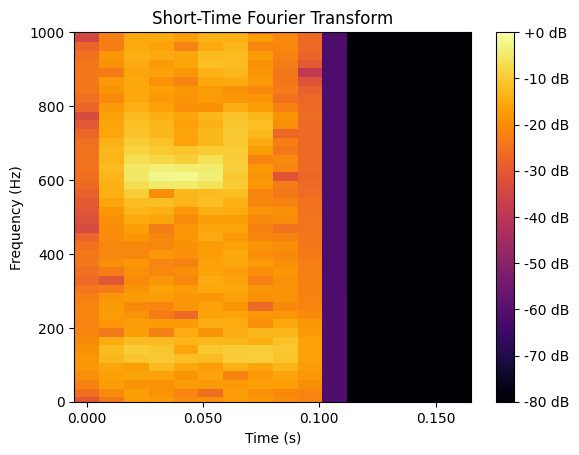 Short-Time Fourier Transform
1000
800
600
400
200
0
Frequency (Hz)
0.000
0.050
0.100
0.150
Time (s)
+0 dB
-10 dB
-20 dB
-30 dB
-40 dB
-50 dB
-60 dB
-70 dB
-80 dB